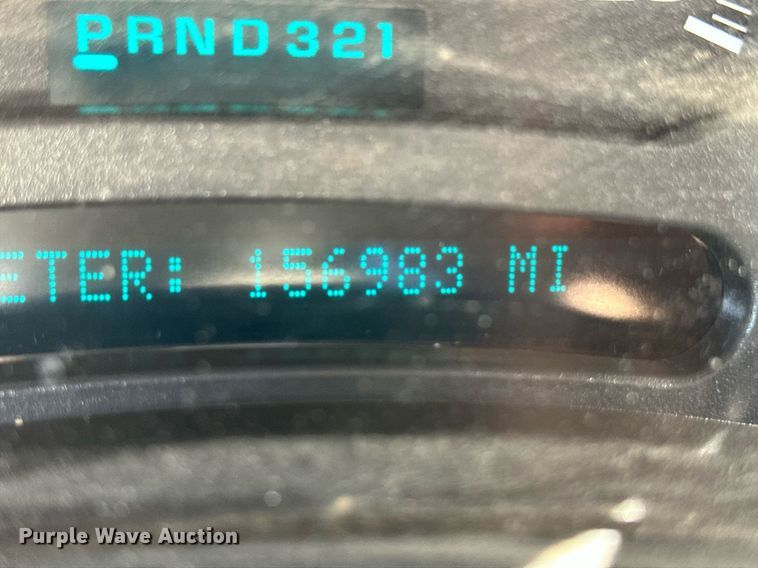 PRND321
ETER: 156983 MI
Purple Wave Auction